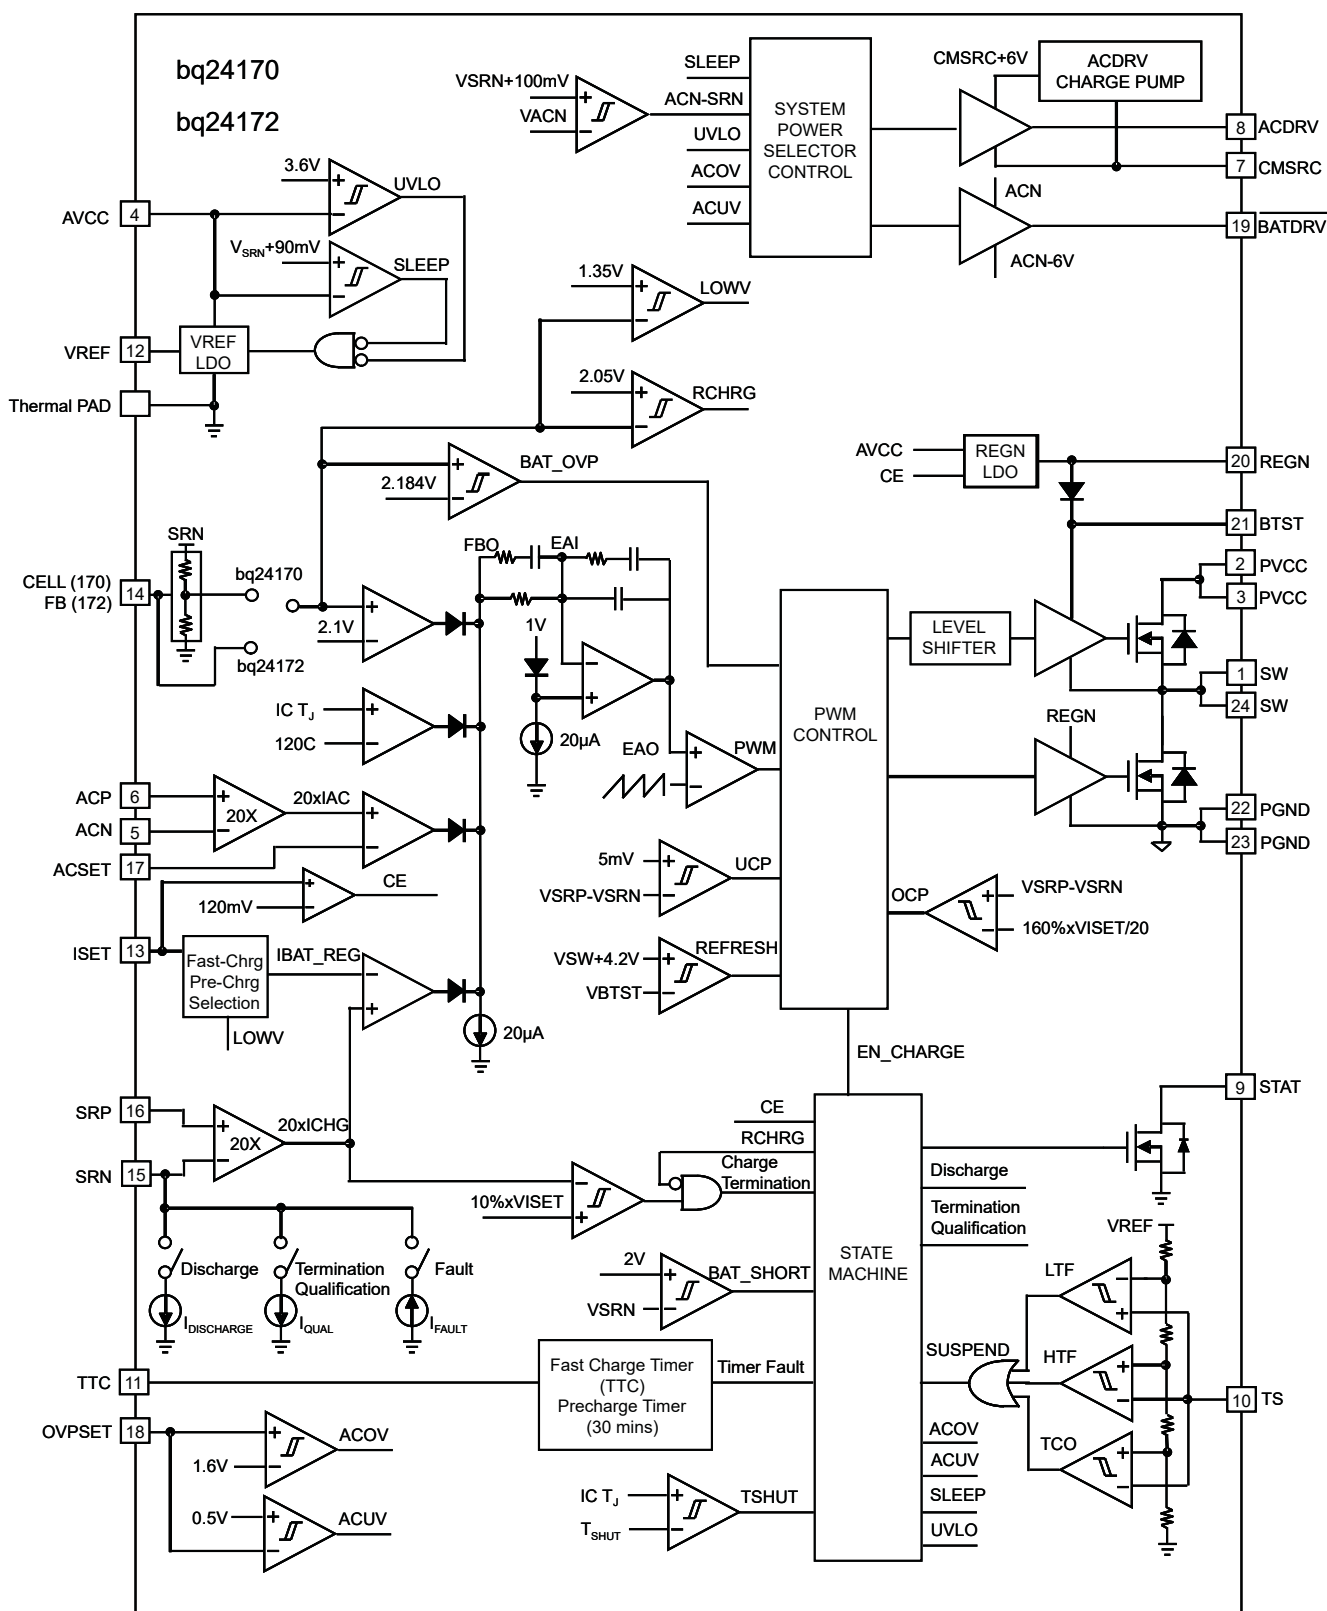 bq24170
bq24172
VSRN+100mV
VACN
SLEEP
ACN-SRN
UVLO
ACOV
ACUV
SYSTEM
POWER
SELECTOR
CONTROL
CMSRC+6V
ACDRV
CHARGE PUMP
8 ACDRV
7 CMSRC
ACN
19 BATDRV
ACN-6V
3.6V
UVLO
AVCC 4
VSRN+90mV
SLEEP
VREF 12
VREF
LDO
Thermal PAD
1.35V
LOWV
2.05V
RCHRG
BAT_OVP
2.184V
AVCC
CE
REGN
LDO
20 REGN
21 BTST
2 PVCC
3 PVCC
SRN
CELL (170)
FB (172)
14
bq24170
bq24172
2.1V
FBO
EAI
1V
20µA
LEVEL
SHIFTER
1 SW
24 SW
REGN
PWM
CONTROL
IC TJ
120C
EAO
PWM
ACP 6
ACN 5
20X
20xIAC
ACSET 17
22 PGND
23 PGND
CE
120mV
5mV
VSRP-VSRN
UCP
OCP
VSRP-VSRN
160%xVISET/20
ISET 13
Fast-Chrg
Pre-Chrg
Selection
IBAT_REG
LOWV
VSW+4.2V
VBTST
REFRESH
20µA
EN_CHARGE
SRP 16
SRN 15
20X
20xICHG
CE
RCHRG
Charge
Termination
10%xVISET
9 STAT
Discharge
Termination
Qualification
STATE
MACHINE
Discharge
Termination
Qualification
Fault
IDISCHARGE
IQUAL
IFAULT
2V
VSRN
BAT_SHORT
VREF
LTF
HTF
TCO
SUSPEND
10 TS
TTC 11
Fast Charge Timer
(TTC)
Precharge Timer
(30 mins)
Timer Fault
OVPSET 18
ACOV
1.6V
0.5V
ACUV
IC TJ
TSHUT
TSHUT
ACOV
ACUV
SLEEP
UVLO